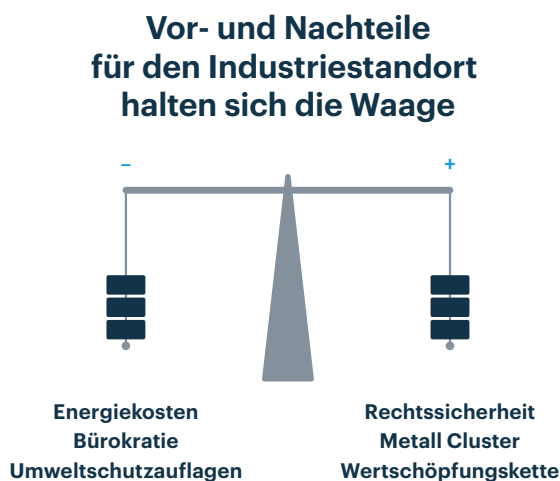 Vor- und Nachteile
für den Industriestandort
halten sich die Waage
– +
Energiekosten
Bürokratie
Umweltschutzauflagen
Rechtssicherheit
Metall Cluster
Wertschöpfungskette